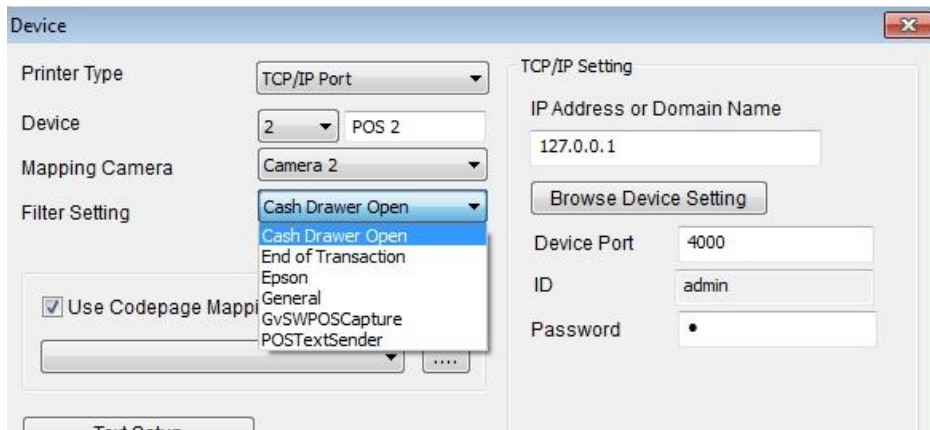 Device
Printer Type
TCP/IP Port
Device
2
POS 2
Mapping Camera
Camera 2
Filter Setting
Cash Drawer Open
Cash Drawer Open
End of Transaction
Epson
General
GvSWPOSCapture
POSTextSender
Use Codepage Mappi
....
Text Setup
TCP/IP Setting
IP Address or Domain Name
127.0.0.1
Browse Device Setting
Device Port
4000
ID
admin
Password